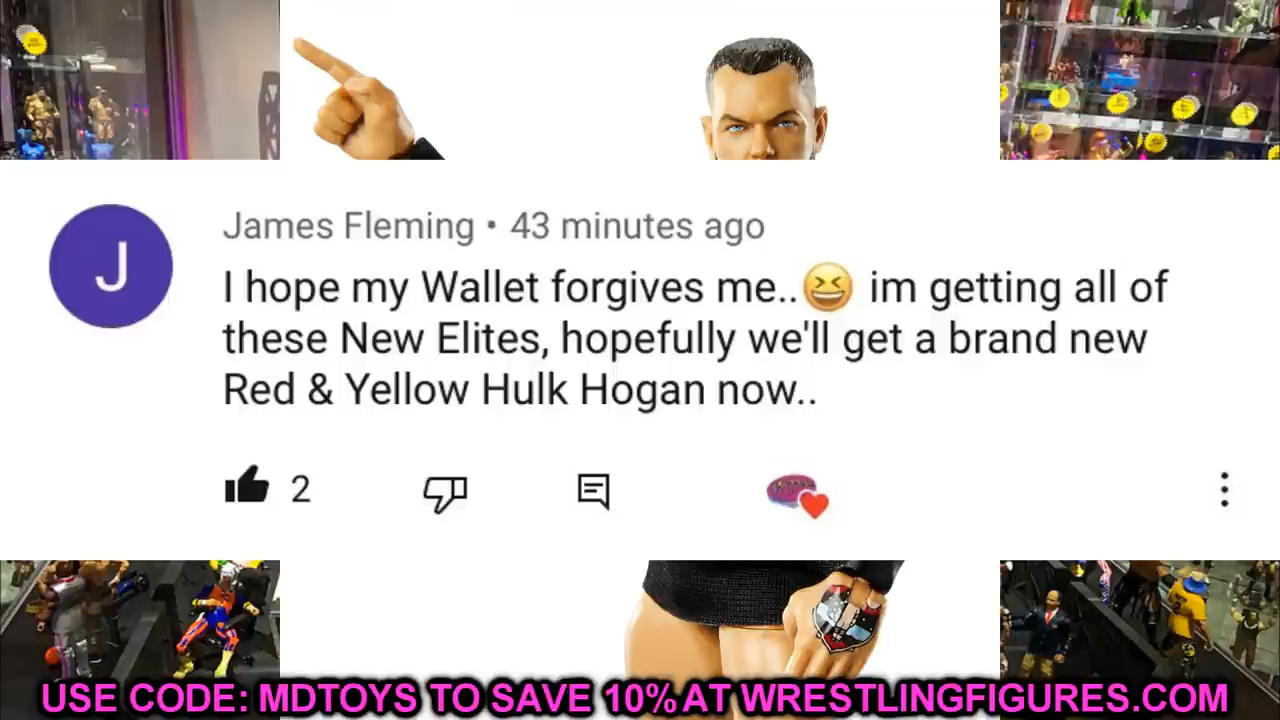 James Fleming • 43 minutes ago
J
I hope my Wallet forgives me..😆 im getting all of
these New Elites, hopefully we'll get a brand new
Red & Yellow Hulk Hogan now..
2
USE CODE: MDTOYS TO SAVE 10% AT WRESTLINGFIGURES.COM